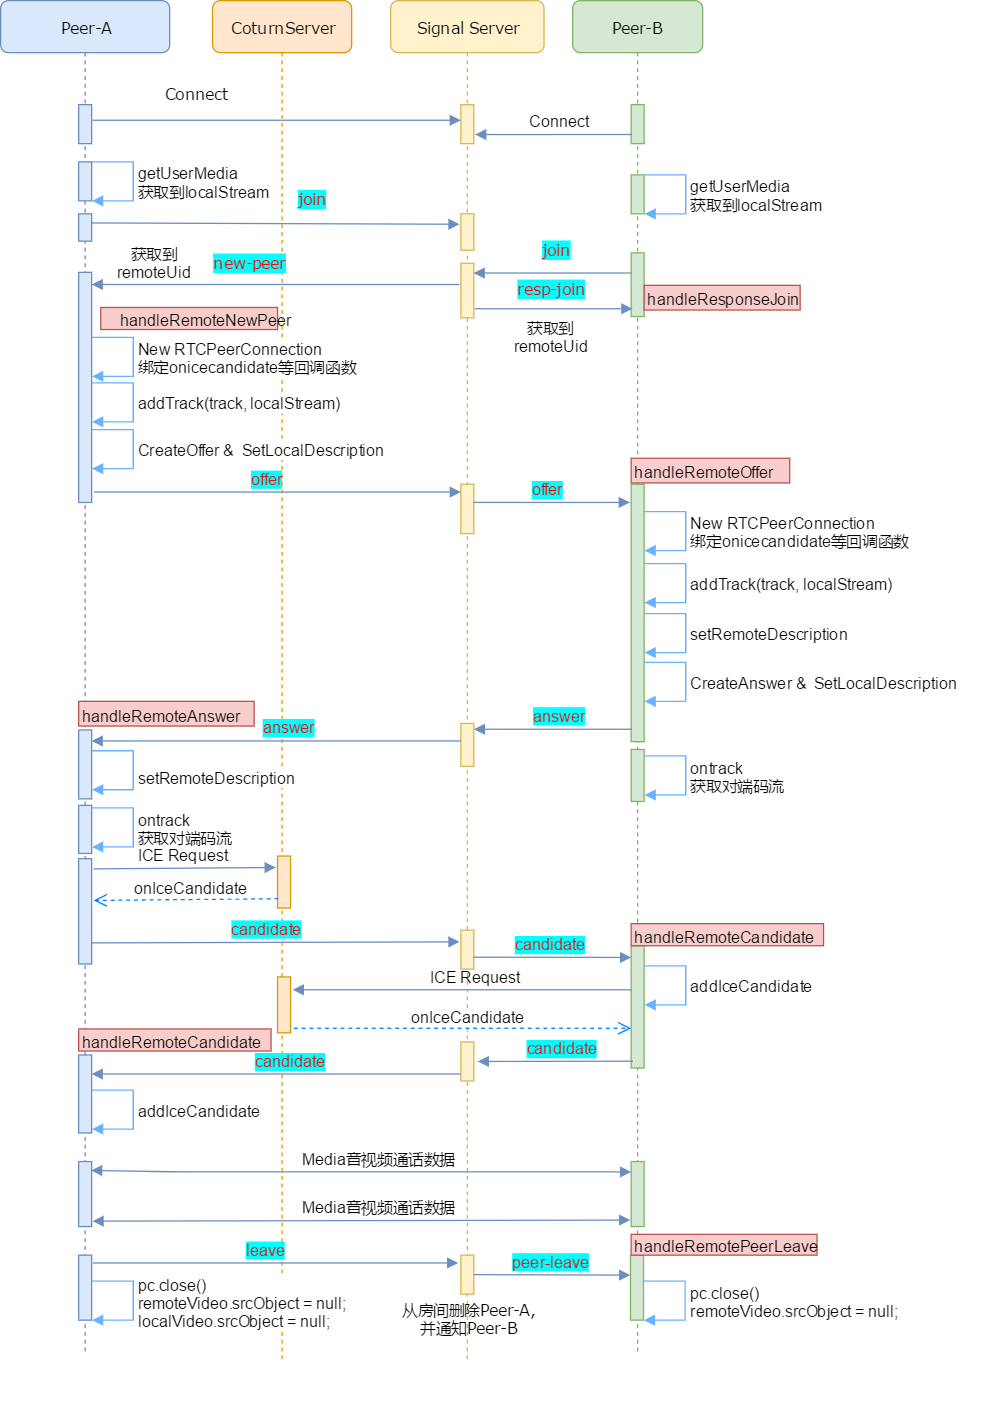 Peer-A
CoturnServer
Signal Server
Peer-B
Connect
Connect
getUserMedia
获取到localStream
getUserMedia
获取到localStream
join
join
获取到
remoteUid
new-peer
resp-join
handleResponseJoin
handleRemoteNewPeer
获取到
remoteUid
New RTCPeerConnection
绑定onicecandidate等回调函数
addTrack(track, localStream)
CreateOffer & SetLocalDescription
offer
offer
handleRemoteOffer
New RTCPeerConnection
绑定onicecandidate等回调函数
addTrack(track, localStream)
setRemoteDescription
CreateAnswer & SetLocalDescription
handleRemoteAnswer
answer
answer
setRemoteDescription
ontrack
获取对端码流
ontrack
获取对端码流
ICE Request
onIceCandidate
candidate
candidate
handleRemoteCandidate
ICE Request
addIceCandidate
onIceCandidate
handleRemoteCandidate
candidate
candidate
addIceCandidate
Media音视频通话数据
Media音视频通话数据
leave
peer-leave
handleRemotePeerLeave
pc.close()
remoteVideo.srcObject = null;
localVideo.srcObject = null;
从房间删除Peer-A,
并通知Peer-B
pc.close()
remoteVideo.srcObject = null;